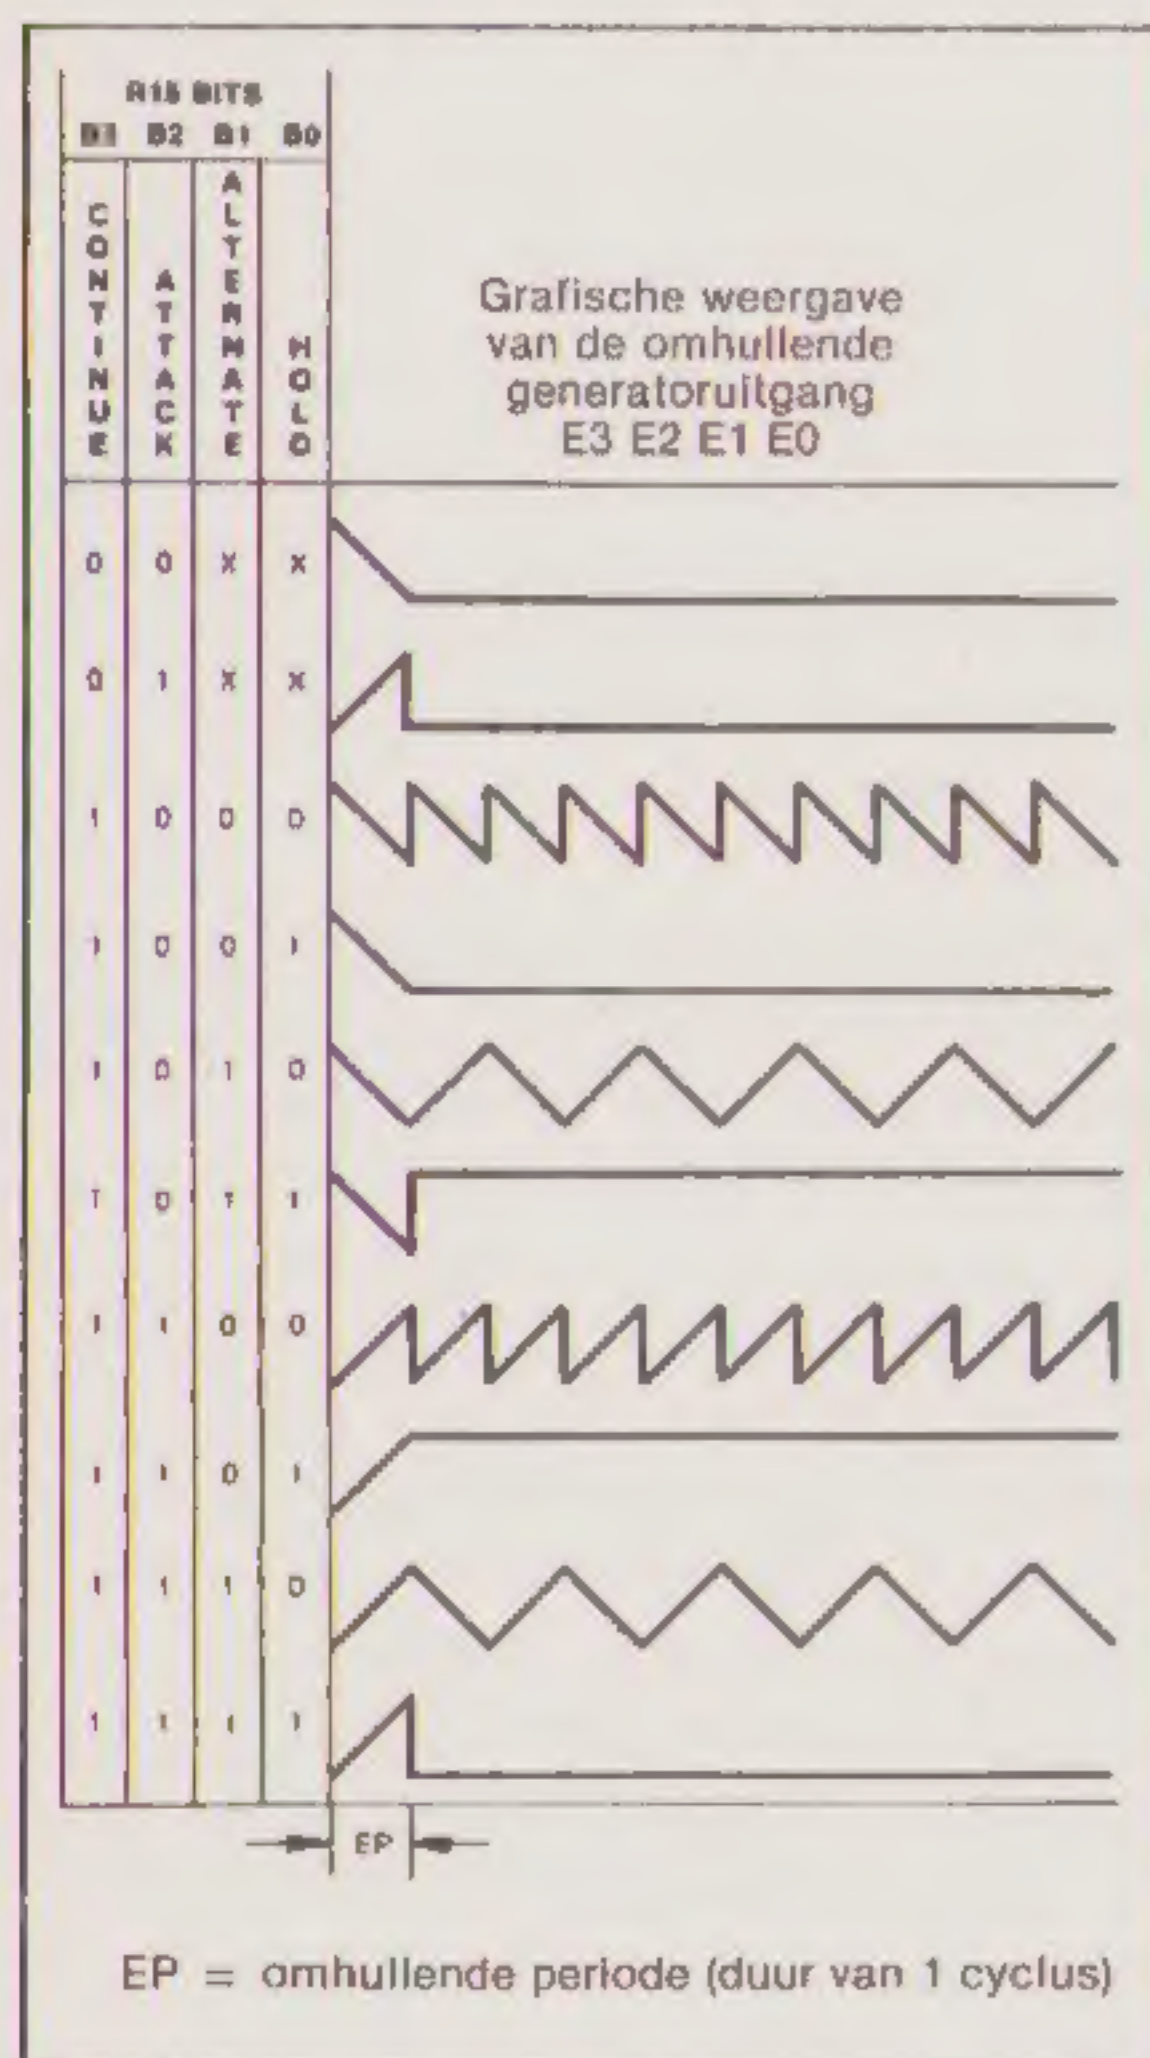 R15 BITS
B3 B2 B1 B0
CONTINUE
ATTACK
ALTERNATE
HOLD
Grafische weergave
van de omhullende
generatoruitgang
E3 E2 E1 E0
0 0 X X
0 1 X X
1 0 0 0
1 0 0 1
1 0 1 0
1 0 1 1
1 1 0 0
1 1 0 1
1 1 1 0
1 1 1 1
EP
EP = omhullende periode (duur van 1 cyclus)